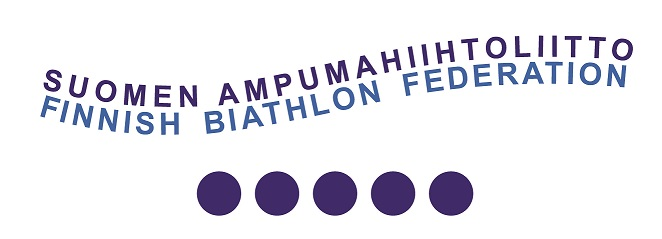 SUOMEN AMPUMAHIIHTOLIITTO
FINNISH BIATHLON FEDERATION